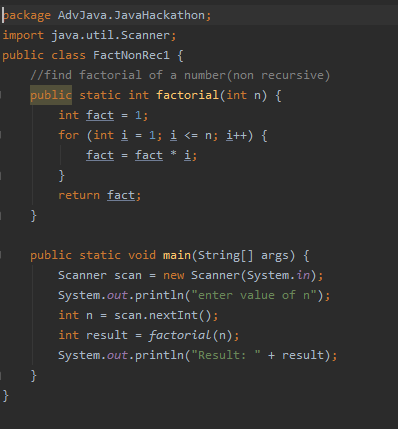 package AdvJava.JavaHackathon;
import java.util.Scanner;
public class FactNonRec1 {
    //find factorial of a number(non recursive)
    public static int factorial(int n) {
        int fact = 1;
        for (int i = 1; i <= n; i++) {
            fact = fact * i;
        }
        return fact;
    }

    public static void main(String[] args) {
        Scanner scan = new Scanner(System.in);
        System.out.println("enter value of n");
        int n = scan.nextInt();
        int result = factorial(n);
        System.out.println("Result: " + result);
    }
}